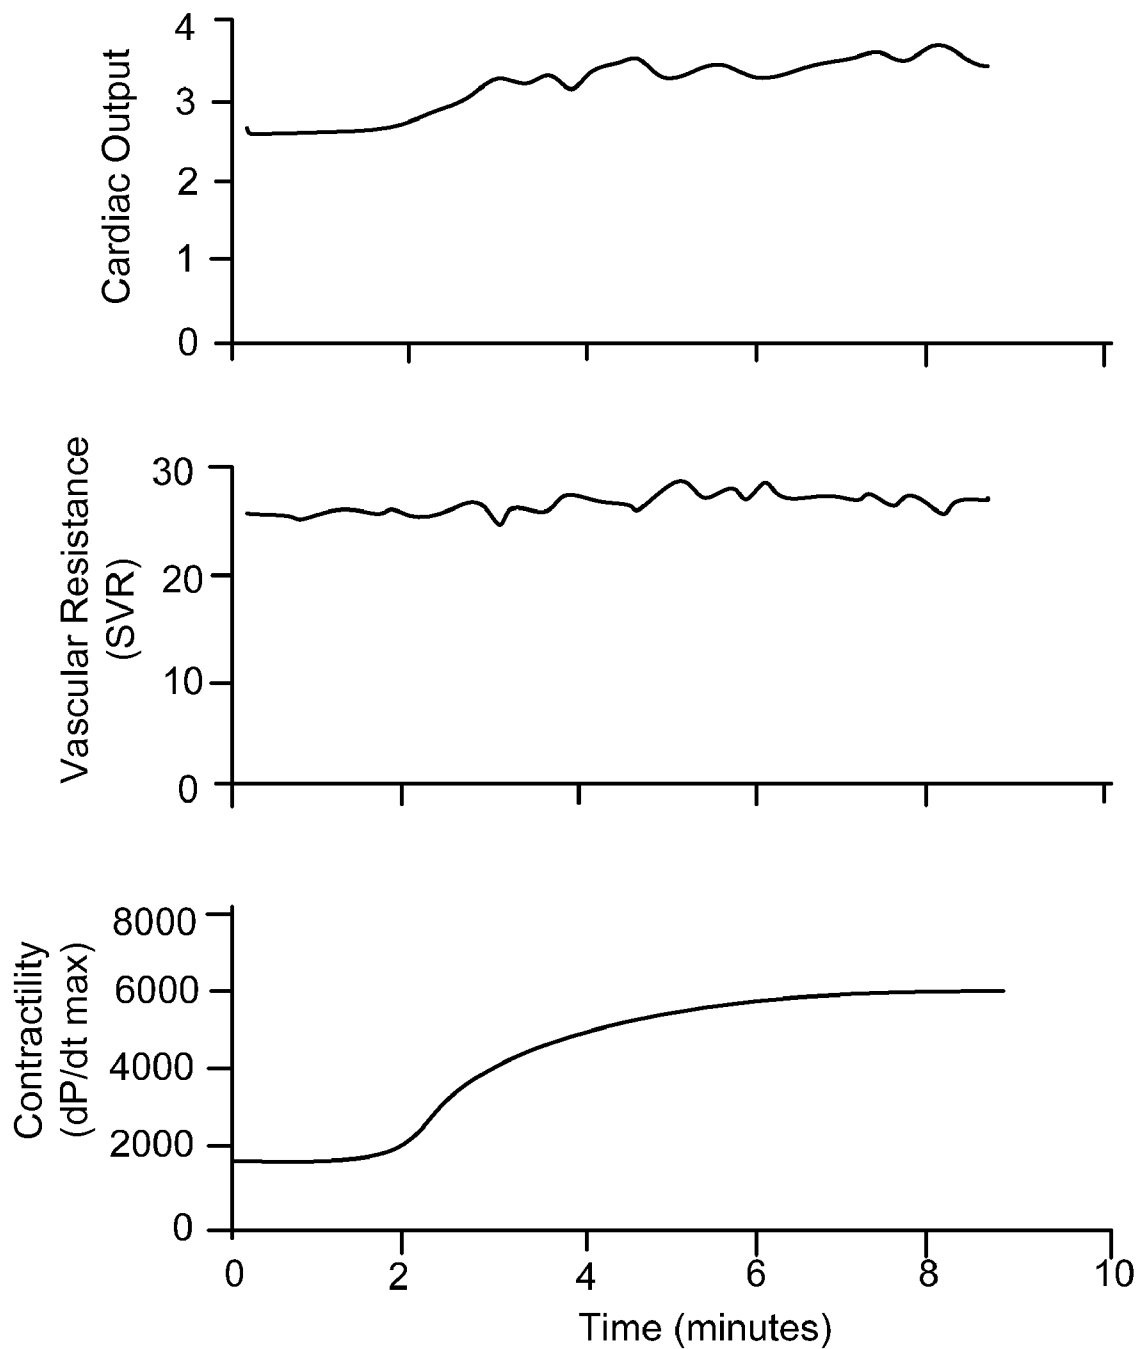 Cardiac Output
4
3
2
1
0
Vascular Resistance
(SVR)
30
20
10
0
Contractility
(dP/dt max)
8000
6000
4000
2000
0
0 2 4 6 8 10
Time (minutes)